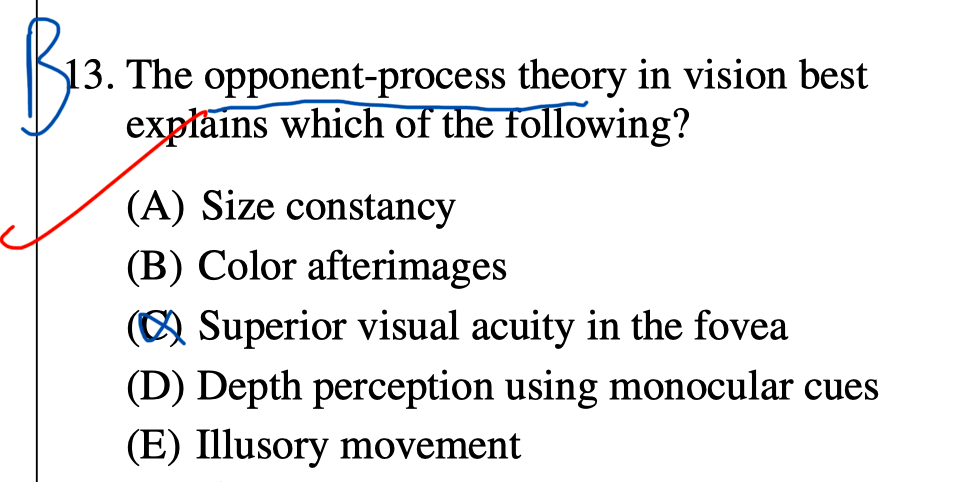 B
13. The opponent-process theory in vision best
explains which of the following?
(A) Size constancy
(B) Color afterimages
(C) Superior visual acuity in the fovea
(D) Depth perception using monocular cues
(E) Illusory movement